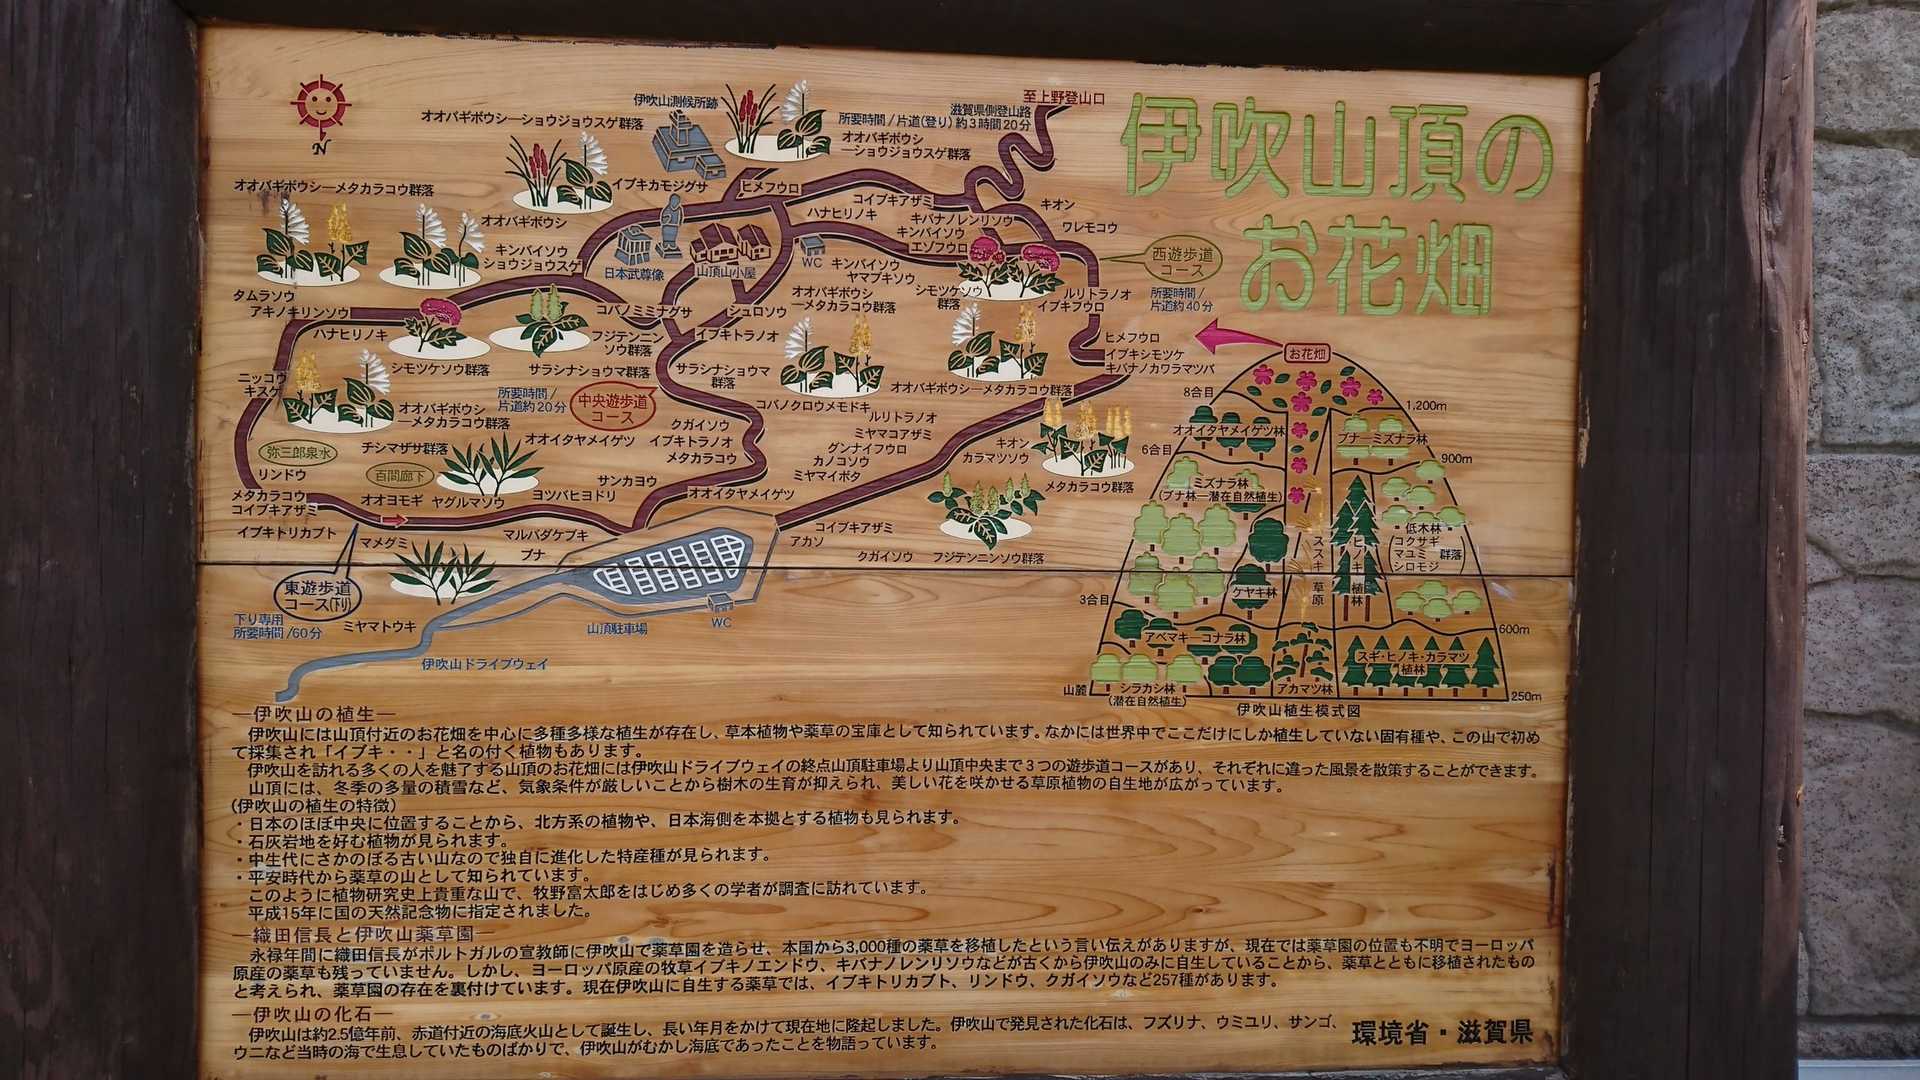 伊吹山頂の
お花畑
N
伊吹山測候所跡
至上野登山口
滋賀県側登山路
所要時間/片道(登り)約3時間20分
オオバギボウシ―ショウジョウスゲ群落
オオバギボウシ
―ショウジョウスゲ群落
オオバギボウシ―メタカラコウ群落
イブキカモジグサ
ヒメフウロ
コイブキアザミ
ハナヒリノキ
キバナノレンリソウ
キンバイソウ
エゾフウロ
キオン
ワレモコウ
オオバギボウシ
キンバイソウ
ショウジョウスゲ
日本武尊像
山頂山小屋
WC
キンバイソウ
ヤマブキソウ
西遊歩道
コース
所要時間/
片道約40分
オオバギボウシ
―メタカラコウ群落
シモツケソウ
群落
ルリトラノオ
イブキフウロ
タムラソウ
アキノキリンソウ
コバノミミナグサ
シュロソウ
ハナヒリノキ
フジテンニン
ソウ群落
イブキトラノオ
ヒメフウロ
イブキシモツケ
キバナノカワラマツバ
シモツケソウ群落
サラシナショウマ群落
サラシナショウマ
群落
ニッコウ
キスゲ
所要時間/
片道約20分
中央遊歩道
コース
オオバギボウシ―メタカラコウ群落
オオバギボウシ
―メタカラコウ群落
コバノクロウメモドキ
ルリトラノオ
ミヤマコアザミ
グンナイフウロ
カノコソウ
ミヤマイボタ
クガイソウ
イブキトラノオ
メタカラコウ
オオイタヤメイゲツ
チシマザサ群落
キオン
カラマツソウ
弥三郎泉水
リンドウ
百間廊下
サンカヨウ
メタカラコウ群落
メタカラコウ
コイブキアザミ
オオヨモギ
ヤグルマソウ
ヨツバヒヨドリ
オオイタヤメイゲツ
イブキトリカブト
マメグミ
マルバダケブキ
ブナ
コイブキアザミ
アカソ
クガイソウ
フジテンニンソウ群落
東遊歩道
コース(下り)
下り専用
所要時間/60分
ミヤマトウキ
山頂駐車場
WC
伊吹山ドライブウェイ
お花畑
8合目
1,200m
オオイタヤメイゲツ林
ブナ―ミズナラ林
6合目
900m
ミズナラ林
(ブナ林―潜在自然植生)
低木林
コクサギ
マユミ 群落
シロモジ
ススキ草原
ヒノキ植林
ケヤキ林
3合目
600m
アベマキ―コナラ林
スギ・ヒノキ・カラマツ
植林
山麓
シラカシ林
(潜在自然植生)
アカマツ林
250m
伊吹山植生模式図
―伊吹山の植生―
伊吹山には山頂付近のお花畑を中心に多種多様な植生が存在し、草本植物や薬草の宝庫として知られています。なかには世界中でここだけにしか植生していない固有種や、この山で初め
て採集され「イブキ・・」と名の付く植物もあります。
伊吹山を訪れる多くの人を魅了する山頂のお花畑には伊吹山ドライブウェイの終点山頂駐車場より山頂中央まで3つの遊歩道コースがあり、それぞれに違った風景を散策することができます。
山頂には、冬季の多量の積雪など、気象条件が厳しいことから樹木の生育が抑えられ、美しい花を咲かせる草原植物の自生地が広がっています。
(伊吹山の植生の特徴)
・日本のほぼ中央に位置することから、北方系の植物や、日本海側を本拠とする植物も見られます。
・石灰岩地を好む植物が見られます。
・中生代にさかのぼる古い山なので独自に進化した特産種が見られます。
・平安時代から薬草の山として知られています。
このように植物研究史上貴重な山で、牧野富太郎をはじめ多くの学者が調査に訪れています。
平成15年に国の天然記念物に指定されました。
―織田信長と伊吹山薬草園―
永禄年間に織田信長がポルトガルの宣教師に伊吹山で薬草園を造らせ、本国から3,000種の薬草を移植したという言い伝えがありますが、現在では薬草園の位置も不明でヨーロッパ
原産の薬草も残っていません。しかし、ヨーロッパ原産の牧草イブキノエンドウ、キバナノレンリソウなどが古くから伊吹山のみに自生していることから、薬草とともに移植されたもの
と考えられ、薬草園の存在を裏付けています。現在伊吹山に自生する薬草では、イブキトリカブト、リンドウ、クガイソウなど257種があります。
―伊吹山の化石―
伊吹山は約2.5億年前、赤道付近の海底火山として誕生し、長い年月をかけて現在地に隆起しました。伊吹山で発見された化石は、フズリナ、ウミユリ、サンゴ、
ウニなど当時の海で生息していたものばかりで、伊吹山がむかし海底であったことを物語っています。
環境省・滋賀県